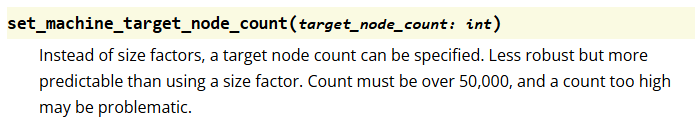 set_machine_target_node_count(target_node_count: int)
Instead of size factors, a target node count can be specified. Less robust but more
predictable than using a size factor. Count must be over 50,000, and a count too high
may be problematic.